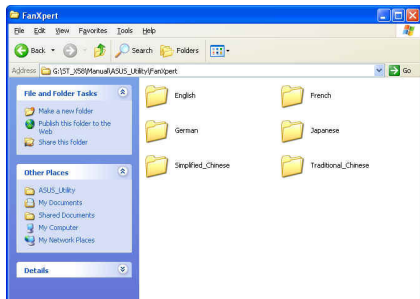 FanXpert
File Edit View Favorites Tools Help
Back Search Folders
Address G:\ST_X58\Manual\ASUS_Utility\FanXpert Go
File and Folder Tasks
Make a new folder
Publish this folder to the
Web
Share this folder
Other Places
ASUS_Utility
My Documents
Shared Documents
My Computer
My Network Places
Details
English French
German Japanese
Simplified_Chinese Traditional_Chinese